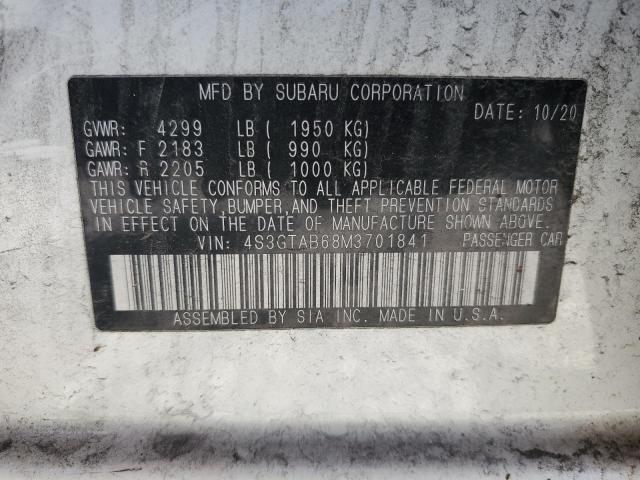 MFD BY SUBARU CORPORATION
DATE: 10/20
GVWR: 4299 LB ( 1950 KG)
GAWR: F 2183 LB ( 990 KG)
GAWR: R 2205 LB ( 1000 KG)
THIS VEHICLE CONFORMS TO ALL APPLICABLE FEDERAL MOTOR
VEHICLE SAFETY, BUMPER, AND THEFT PREVENTION STANDARDS
IN EFFECT ON THE DATE OF MANUFACTURE SHOWN ABOVE.
VIN: 4S3GTAB68M3701841 PASSENGER CAR
ASSEMBLED BY SIA INC. MADE IN U.S.A.